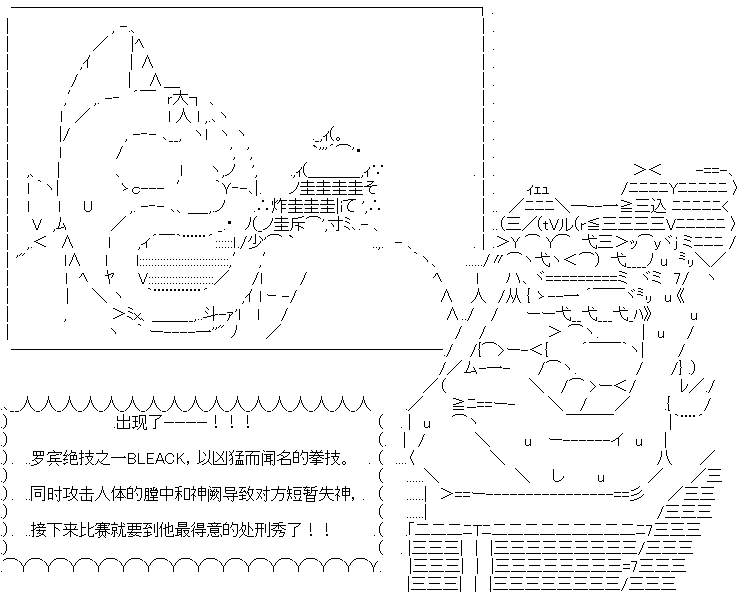 出现了----！！！
罗宾绝技之一BLEACK，以凶猛而闻名的拳技。
同时攻击人体的膛中和神阙导致对方短暂失神，
接下来比赛就要到他最得意的处刑秀了！！